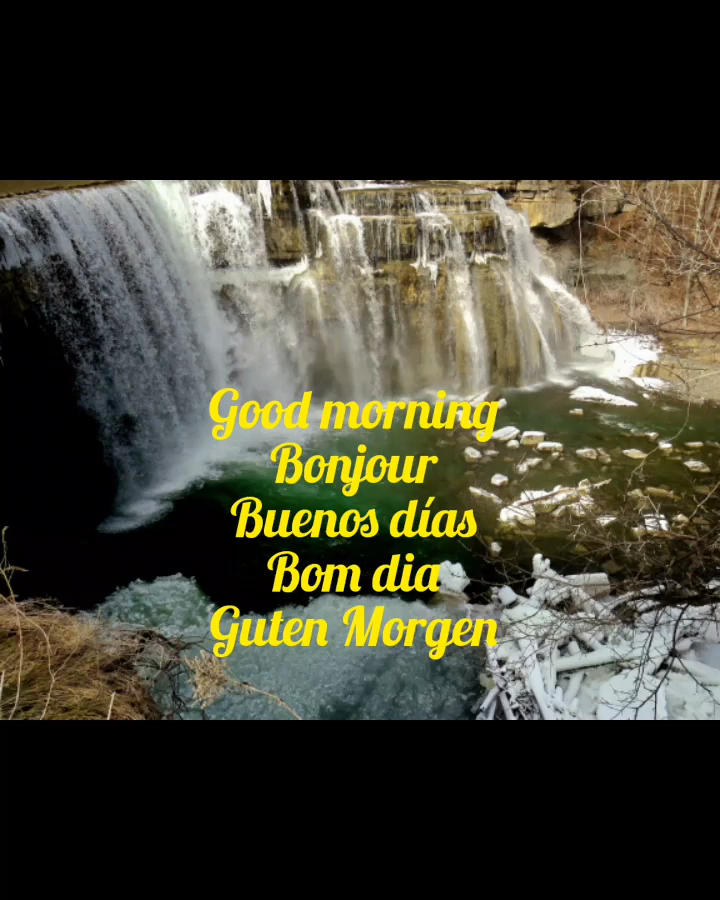 Good morning
Bonjour
Buenos días
Bom dia
Guten Morgen